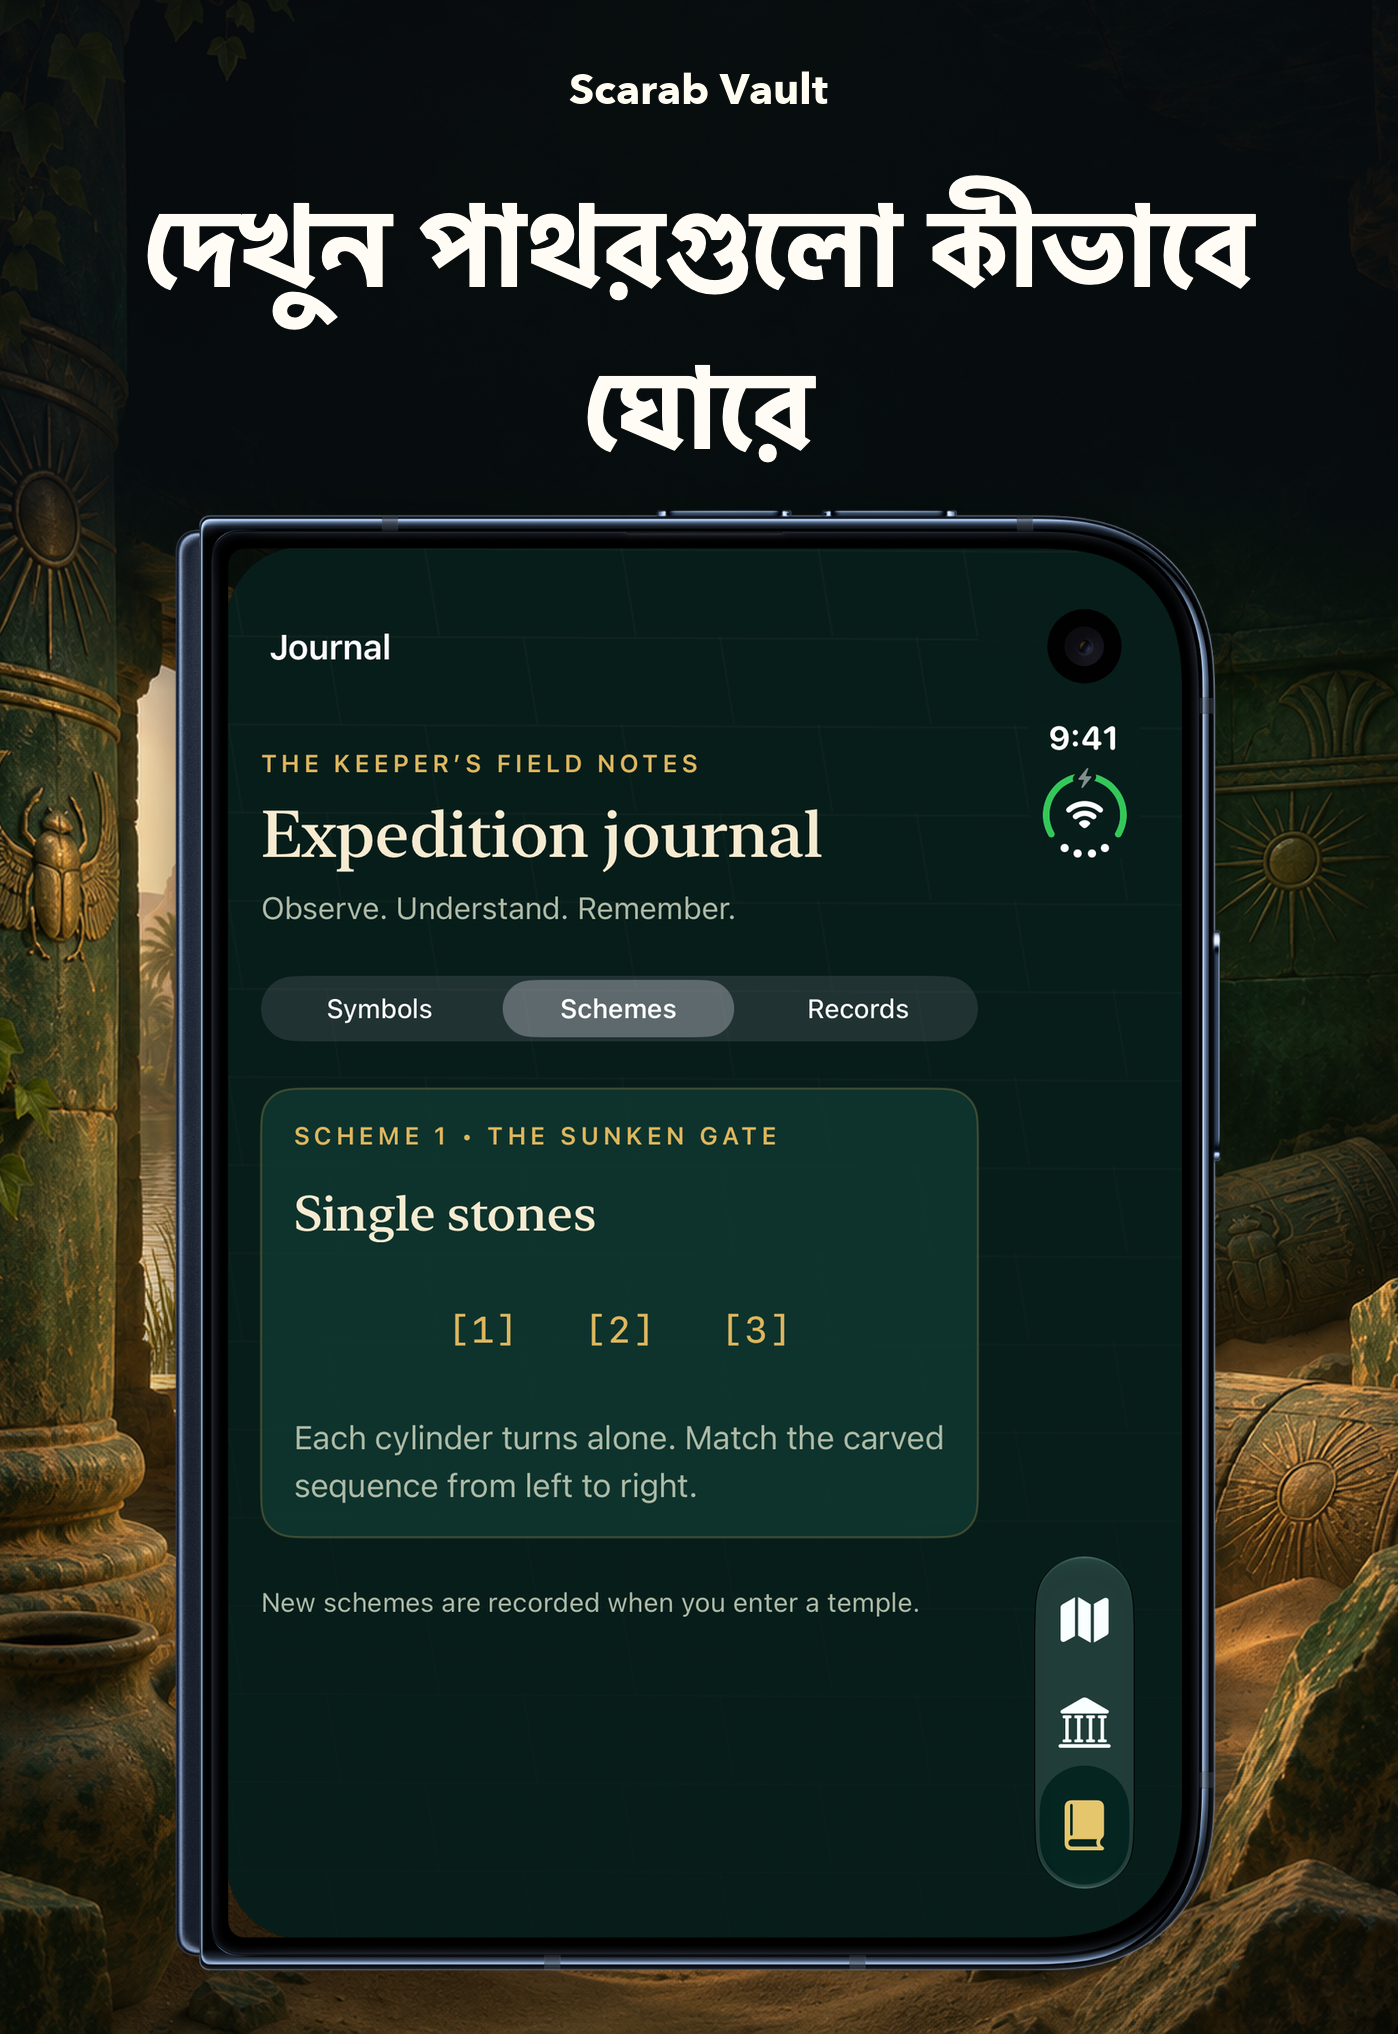 Scarab Vault
দেখুন পাথরগুলো কীভাবে
ঘোরে
Journal
9:41
THE KEEPER’S FIELD NOTES
Expedition journal
Observe. Understand. Remember.
Symbols Schemes Records
SCHEME 1 • THE SUNKEN GATE
Single stones
[1] [2] [3]
Each cylinder turns alone. Match the carved
sequence from left to right.
New schemes are recorded when you enter a temple.